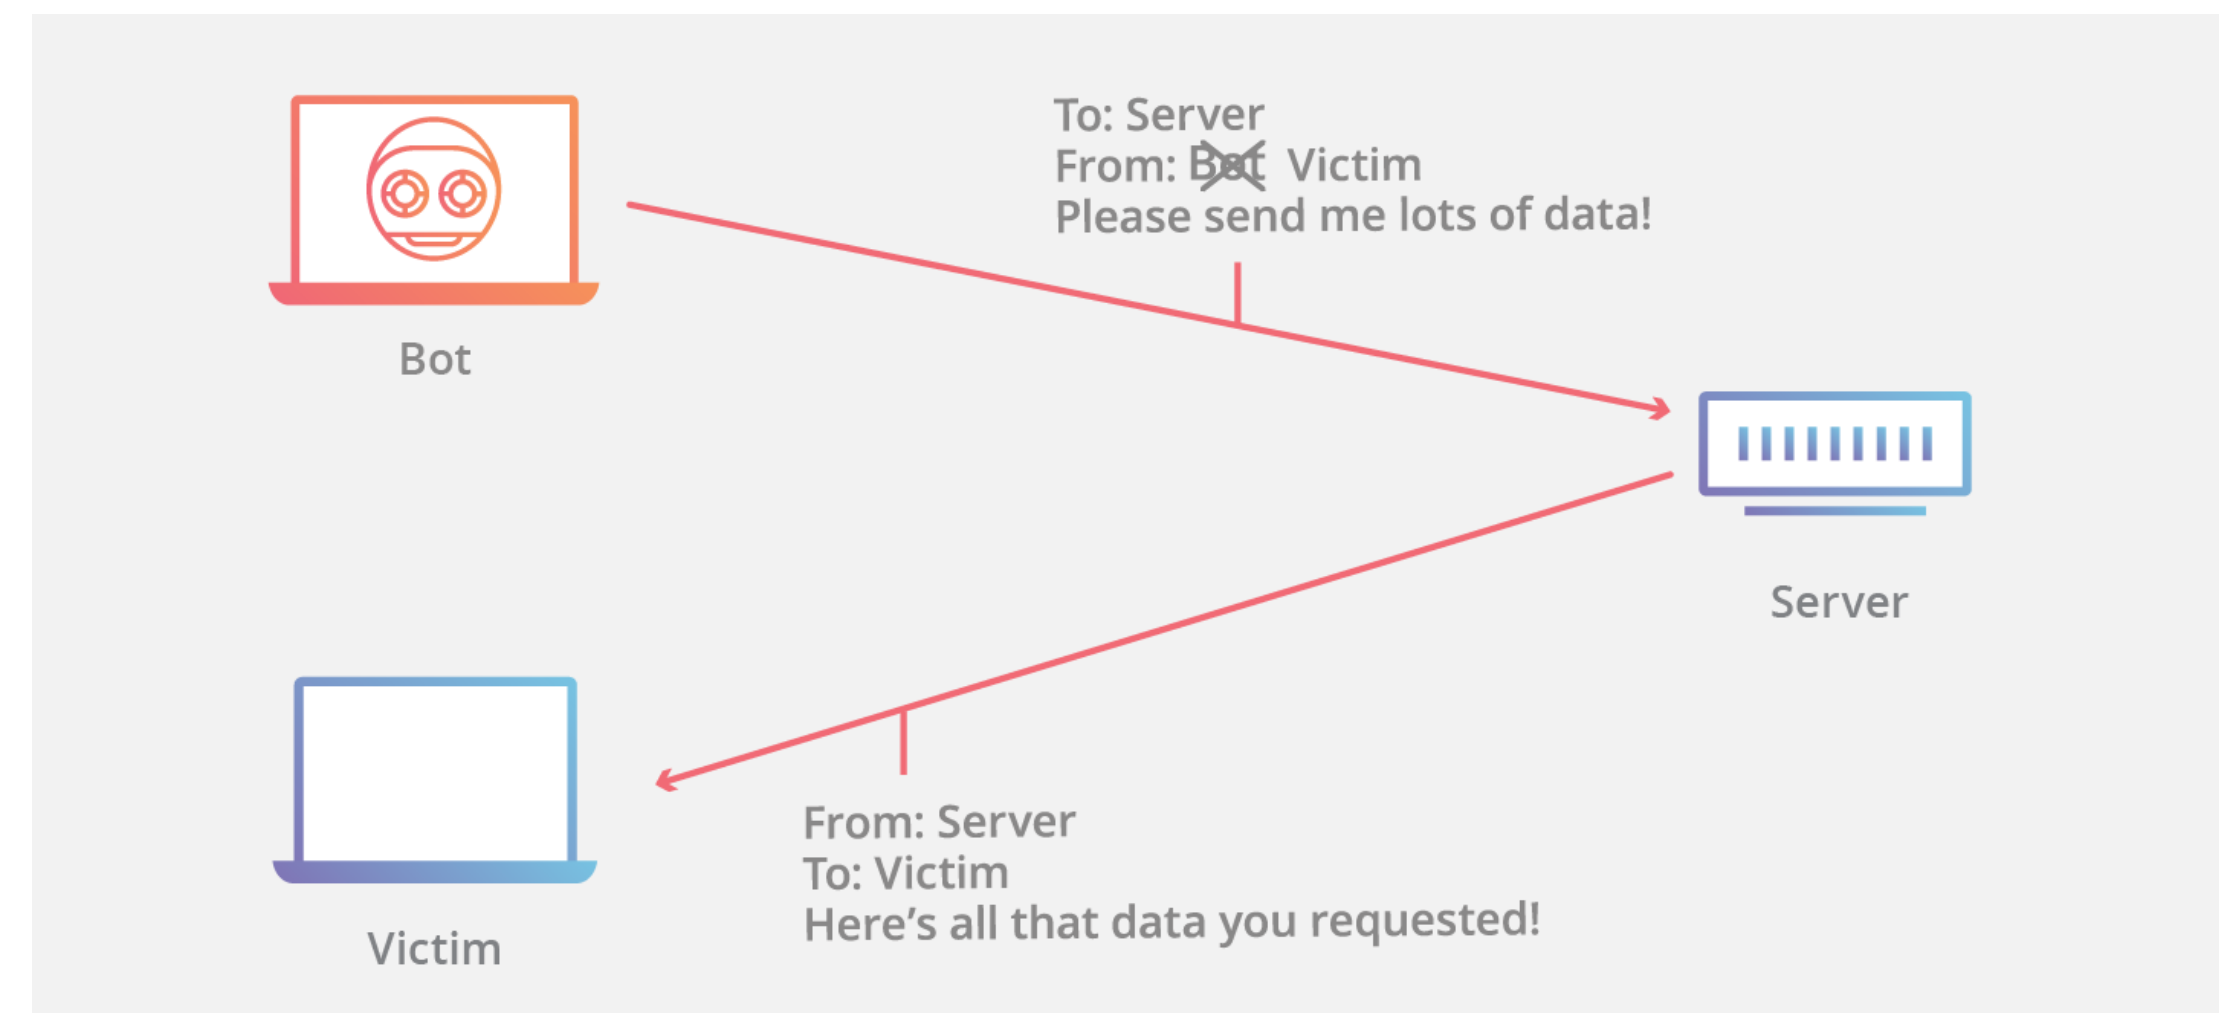 To: Server
From: Bot Victim
Please send me lots of data!
Bot
Server
From: Server
To: Victim
Here’s all that data you requested!
Victim